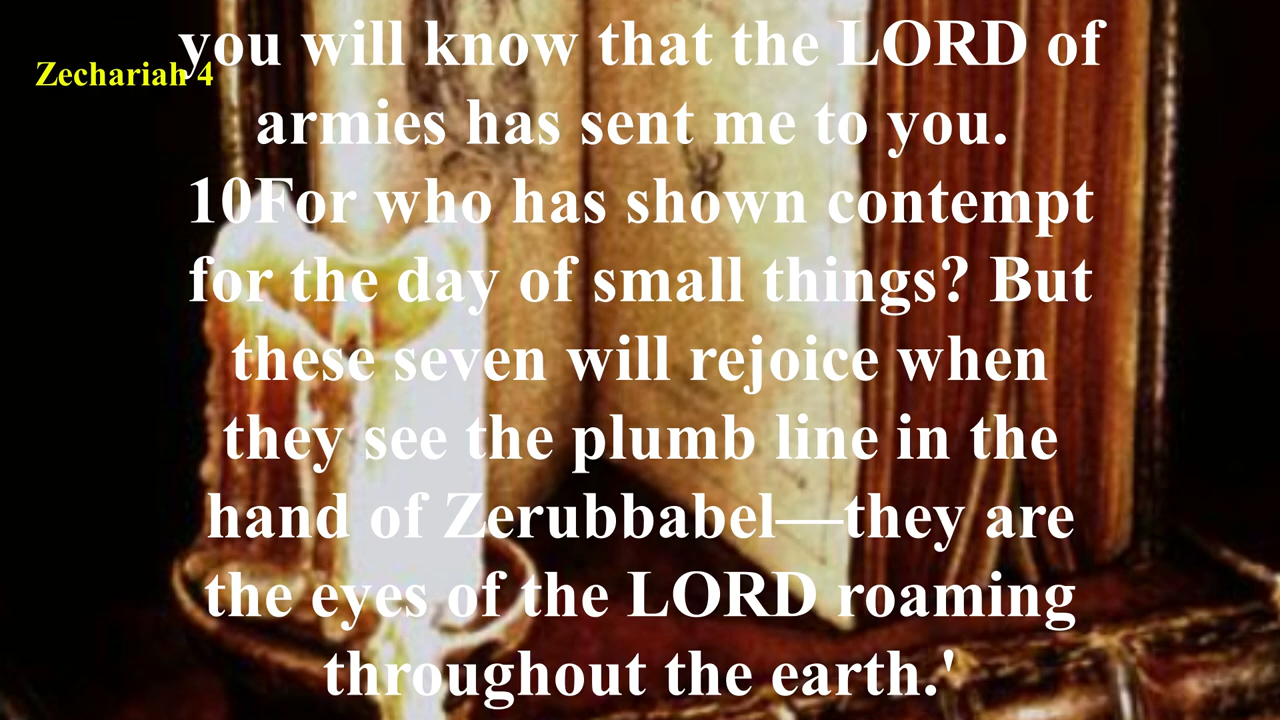 you will know that the LORD of
Zechariah 4
armies has sent me to you.
10For who has shown contempt
for the day of small things? But
these seven will rejoice when
they see the plumb line in the
hand of Zerubbabel—they are
the eyes of the LORD roaming
throughout the earth.'